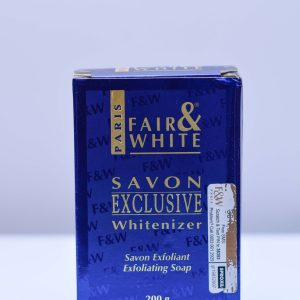 PARIS
FAIR &
WHITE
SAVON
EXCLUSIVE
Whitenizer
Savon Exfoliant
Exfoliating Soap
200 g
F&W